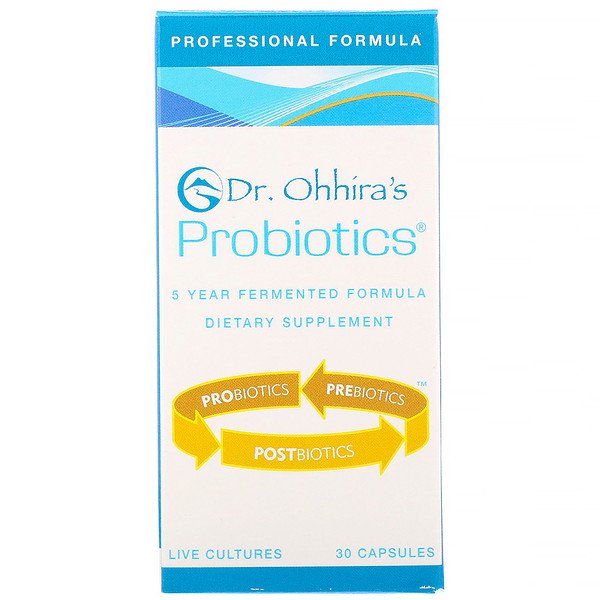 PROFESSIONAL FORMULA
Dr. Ohhira's
Probiotics®
5 YEAR FERMENTED FORMULA
DIETARY SUPPLEMENT
PROBIOTICS PREBIOTICS ™
POSTBIOTICS
LIVE CULTURES 30 CAPSULES